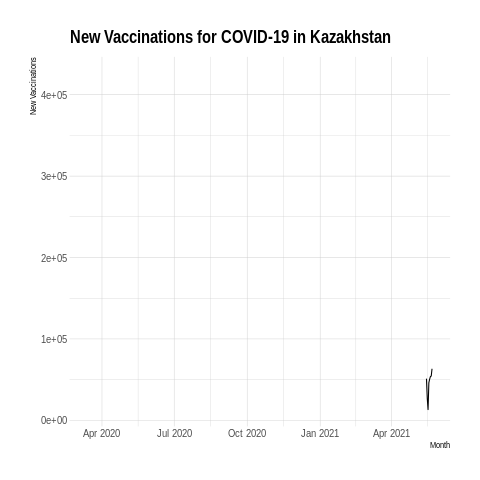 New Vaccinations for COVID-19 in Kazakhstan
New Vaccinations
4e+05
3e+05
2e+05
1e+05
0e+00
Apr 2020 Jul 2020 Oct 2020 Jan 2021 Apr 2021
Month